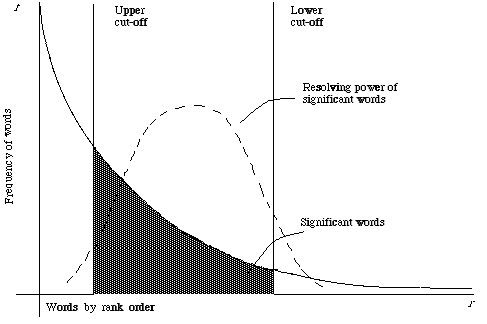 f
Upper
cut-off
Lower
cut-off
Resolving power of
significant words
Frequency of words
Significant words
Words by rank order
r